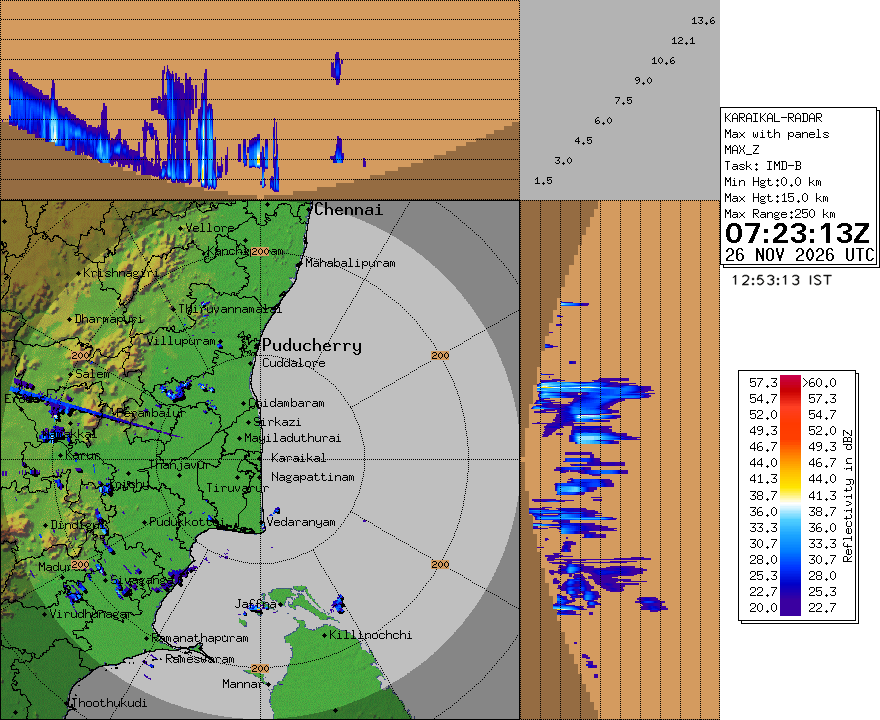 13.6
12.1
10.6
9.0
7.5
6.0
4.5
3.0
1.5
KARAIKAL-RADAR
Max with panels
MAX_Z
Task: IMD-B
Min Hgt:0.0 km
Max Hgt:15.0 km
Max Range:250 km
07:23:13Z
26 NOV 2026 UTC
12:53:13 IST
Chennai
Vellore
200
Mahabalipuram
Krishnagiri
Thiruvannamalai
Dharmapuri
Villupuram
Puducherry
200
200
Cuddalore
Salem
Perambalur
Chidambaram
Sirkazi
Mayiladuthurai
Karur
Thanjavur
Karaikal
Nagapattinam
Tiruvarur
Dindigul
Pudukkottai
Vedaranyam
200
200
Sivaganga
Jaffna
Virudhunagar
Killinochchi
Ramanathapuram
Rameswaram
200
Mannar
Thoothukudi
57.3 >60.0
54.7 57.3
52.0 54.7
49.3 52.0
46.7 49.3
44.0 46.7
41.3 44.0
38.7 41.3
36.0 38.7
33.3 36.0
30.7 33.3
28.0 30.7
25.3 28.0
22.7 25.3
20.0 22.7
Reflectivity in dBZ